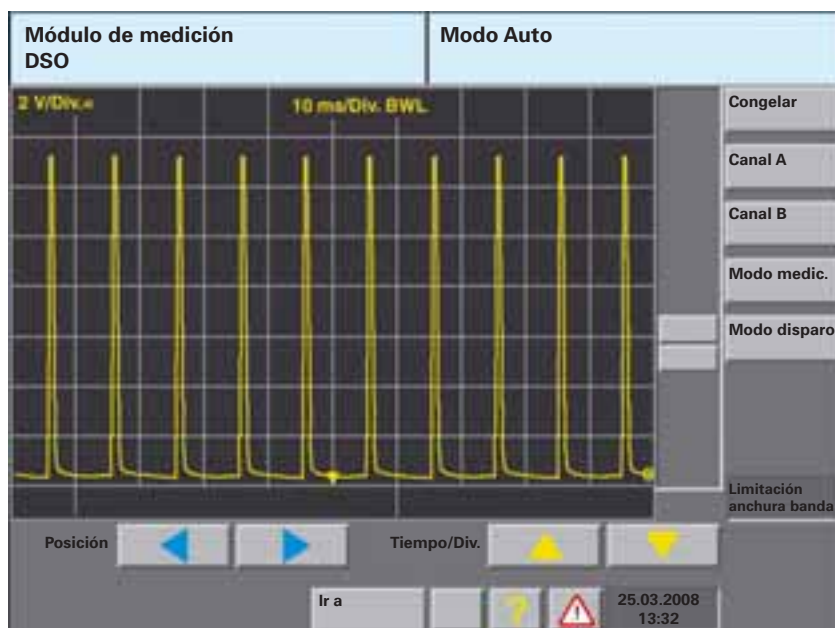 Módulo de medición
DSO
Modo Auto
2 V/Div.=
10 ms/Div. BWL
Congelar
Canal A
Canal B
Modo medic.
Modo disparo
Limitación
anchura banda
Posición
Tiempo/Div.
Ir a
?
!
25.03.2008
13:32